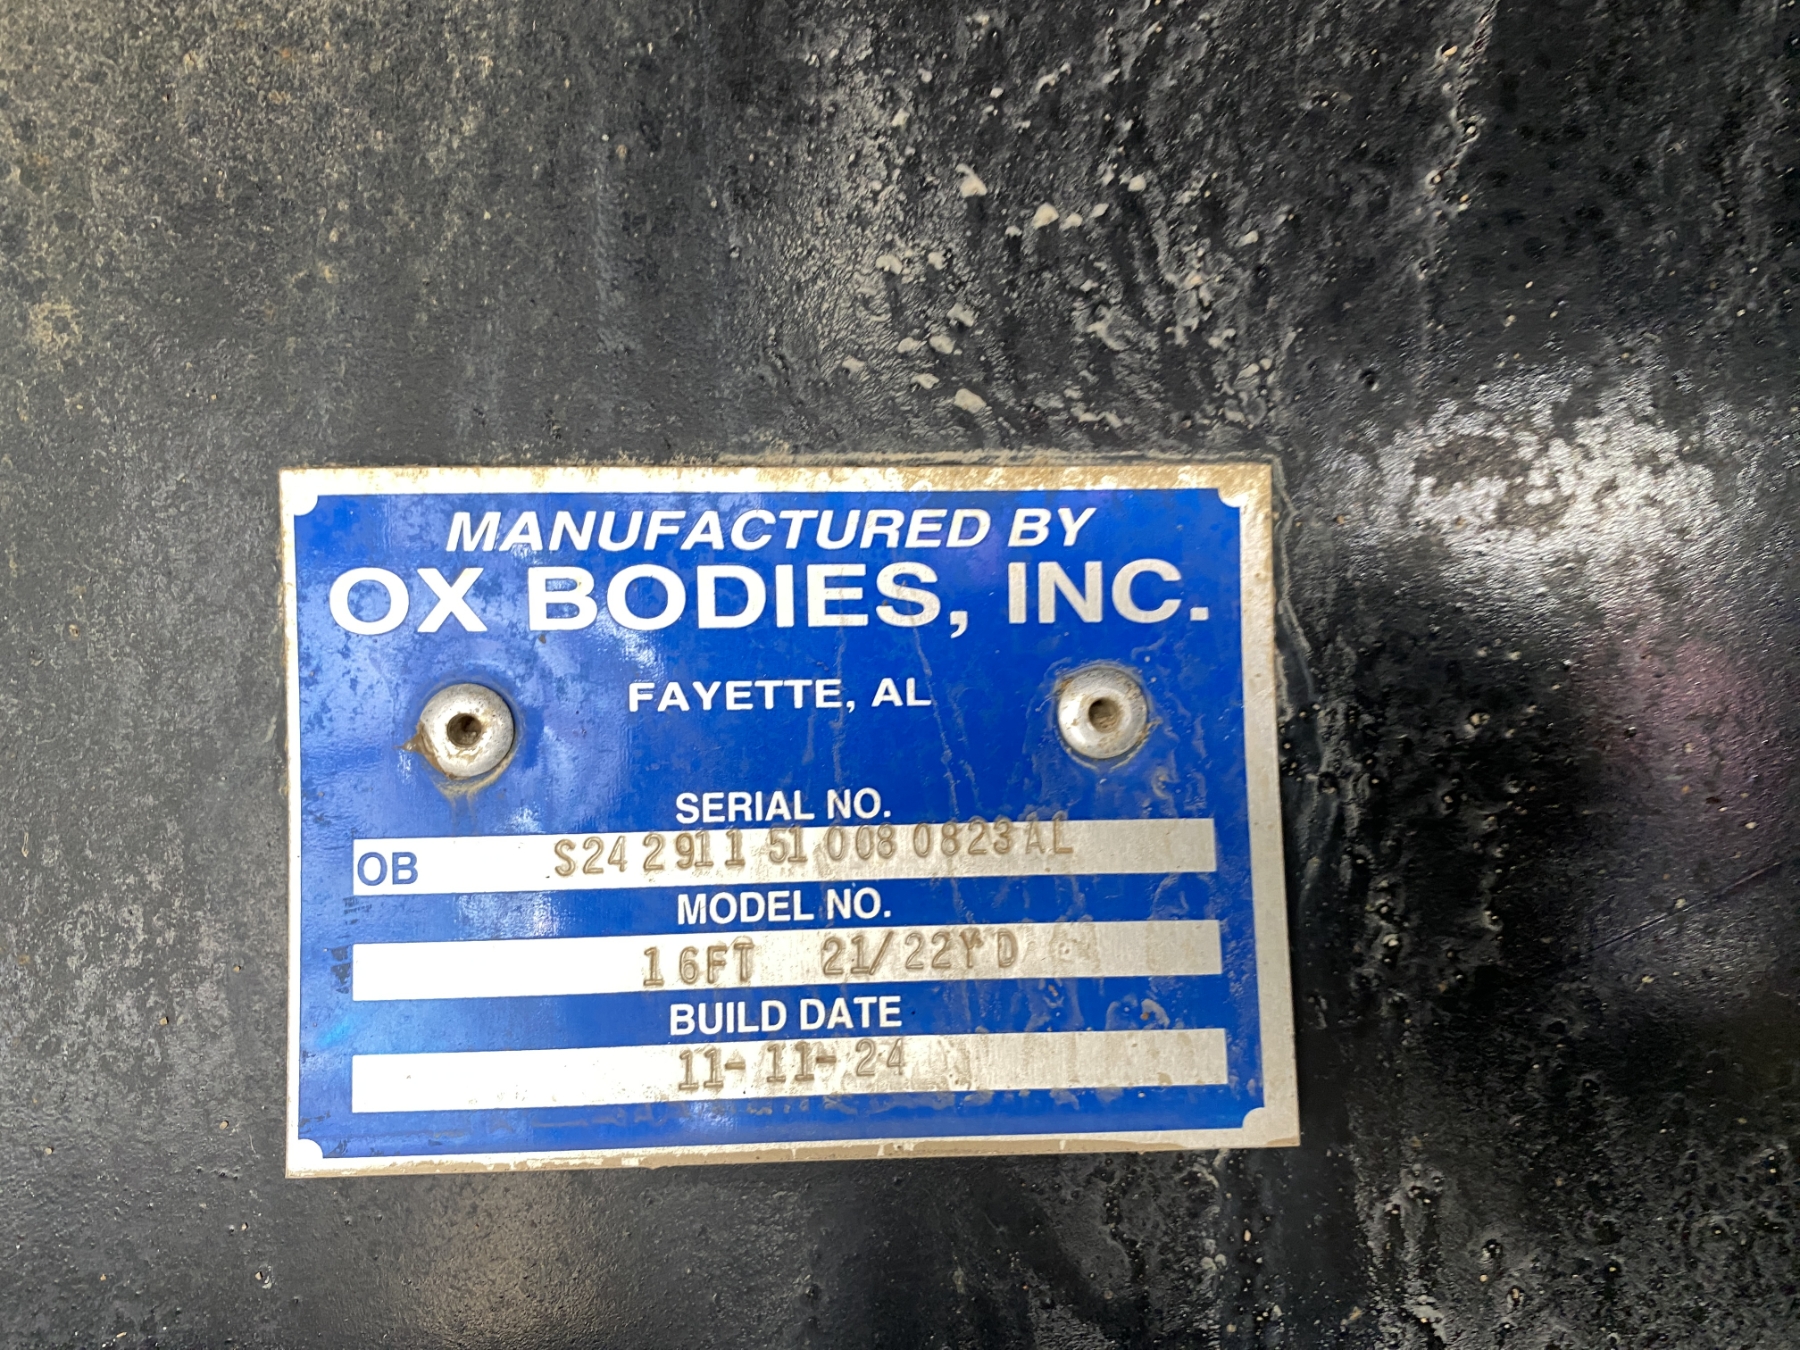 MANUFACTURED BY
OX BODIES, INC.
FAYETTE, AL
SERIAL NO.
OB S24 2911 51 008 0823AL
MODEL NO.
16FT 21/22YD
BUILD DATE
11-11-24